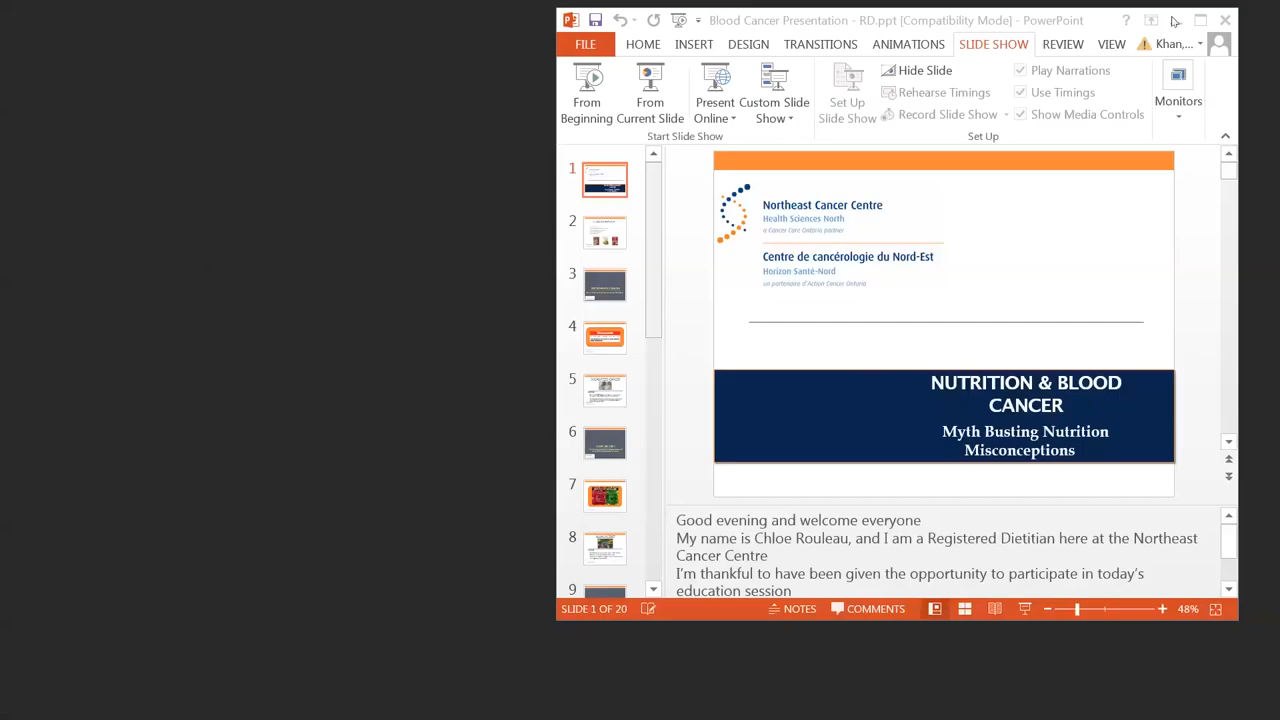 Blood Cancer Presentation - RD.ppt [Compatibility Mode] - PowerPoint
?
FILE HOME INSERT DESIGN TRANSITIONS ANIMATIONS SLIDE SHOW REVIEW VIEW Khan,...
From Beginning
From Current Slide
Present Online
Custom Slide Show
Set Up Slide Show
Hide Slide
Rehearse Timings
Record Slide Show
Play Narrations
Use Timings
Show Media Controls
Monitors
Start Slide Show
Set Up
1
2
3
4
5
6
7
8
9
Northeast Cancer Centre
Health Sciences North
a Cancer Care Ontario partner
Centre de cancérologie du Nord-Est
Horizon Santé-Nord
un partenaire d'Action Cancer Ontario
NUTRITION & BLOOD
CANCER
Myth Busting Nutrition
Misconceptions
Good evening and welcome everyone
My name is Chloe Rouleau, and I am a Registered Dietitian here at the Northeast
Cancer Centre
I'm thankful to have been given the opportunity to participate in today's
education session
SLIDE 1 OF 20 NOTES COMMENTS 48%